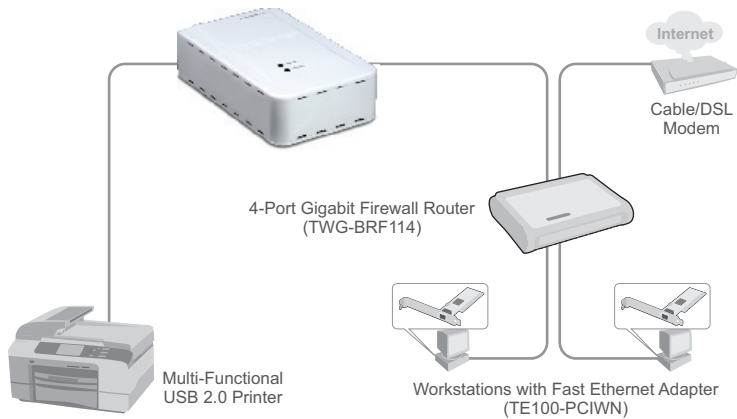 Internet
Cable/DSL
Modem
4-Port Gigabit Firewall Router
(TWG-BRF114)
Multi-Functional
USB 2.0 Printer
Workstations with Fast Ethernet Adapter
(TE100-PCIWN)